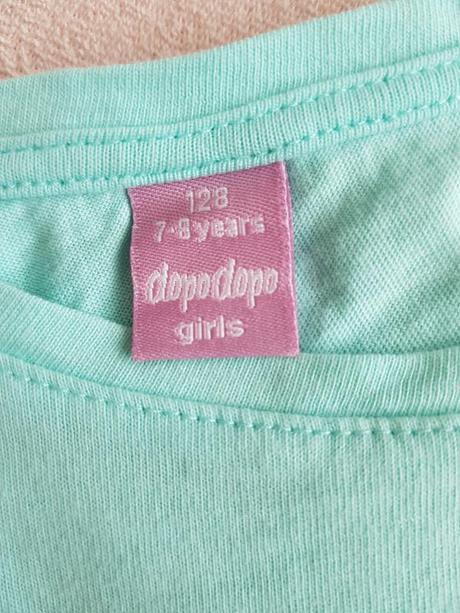 128
7-8 years
dopodopo
girls